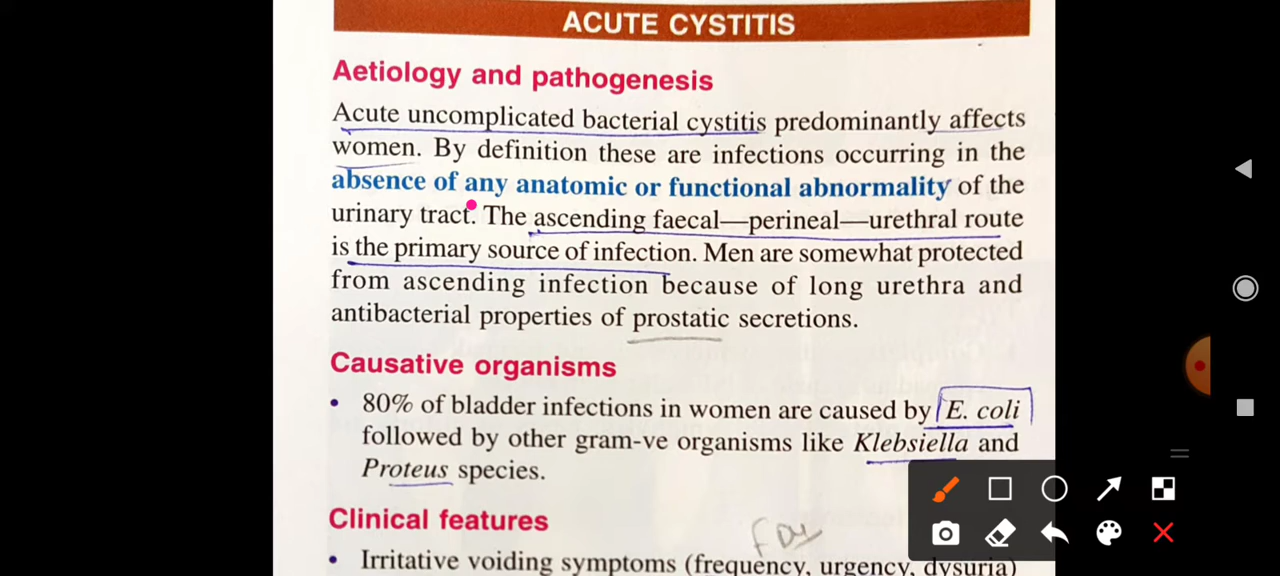 ACUTE CYSTITIS
Aetiology and pathogenesis
Acute uncomplicated bacterial cystitis predominantly affects
women. By definition these are infections occurring in the
absence of any anatomic or functional abnormality of the
urinary tract. The ascending faecal—perineal—urethral route
is the primary source of infection. Men are somewhat protected
from ascending infection because of long urethra and
antibacterial properties of prostatic secretions.
Causative organisms
• 80% of bladder infections in women are caused by E. coli
followed by other gram-ve organisms like Klebsiella and
Proteus species.
Clinical features
• Irritative voiding symptoms (frequency, urgency, dysuria)